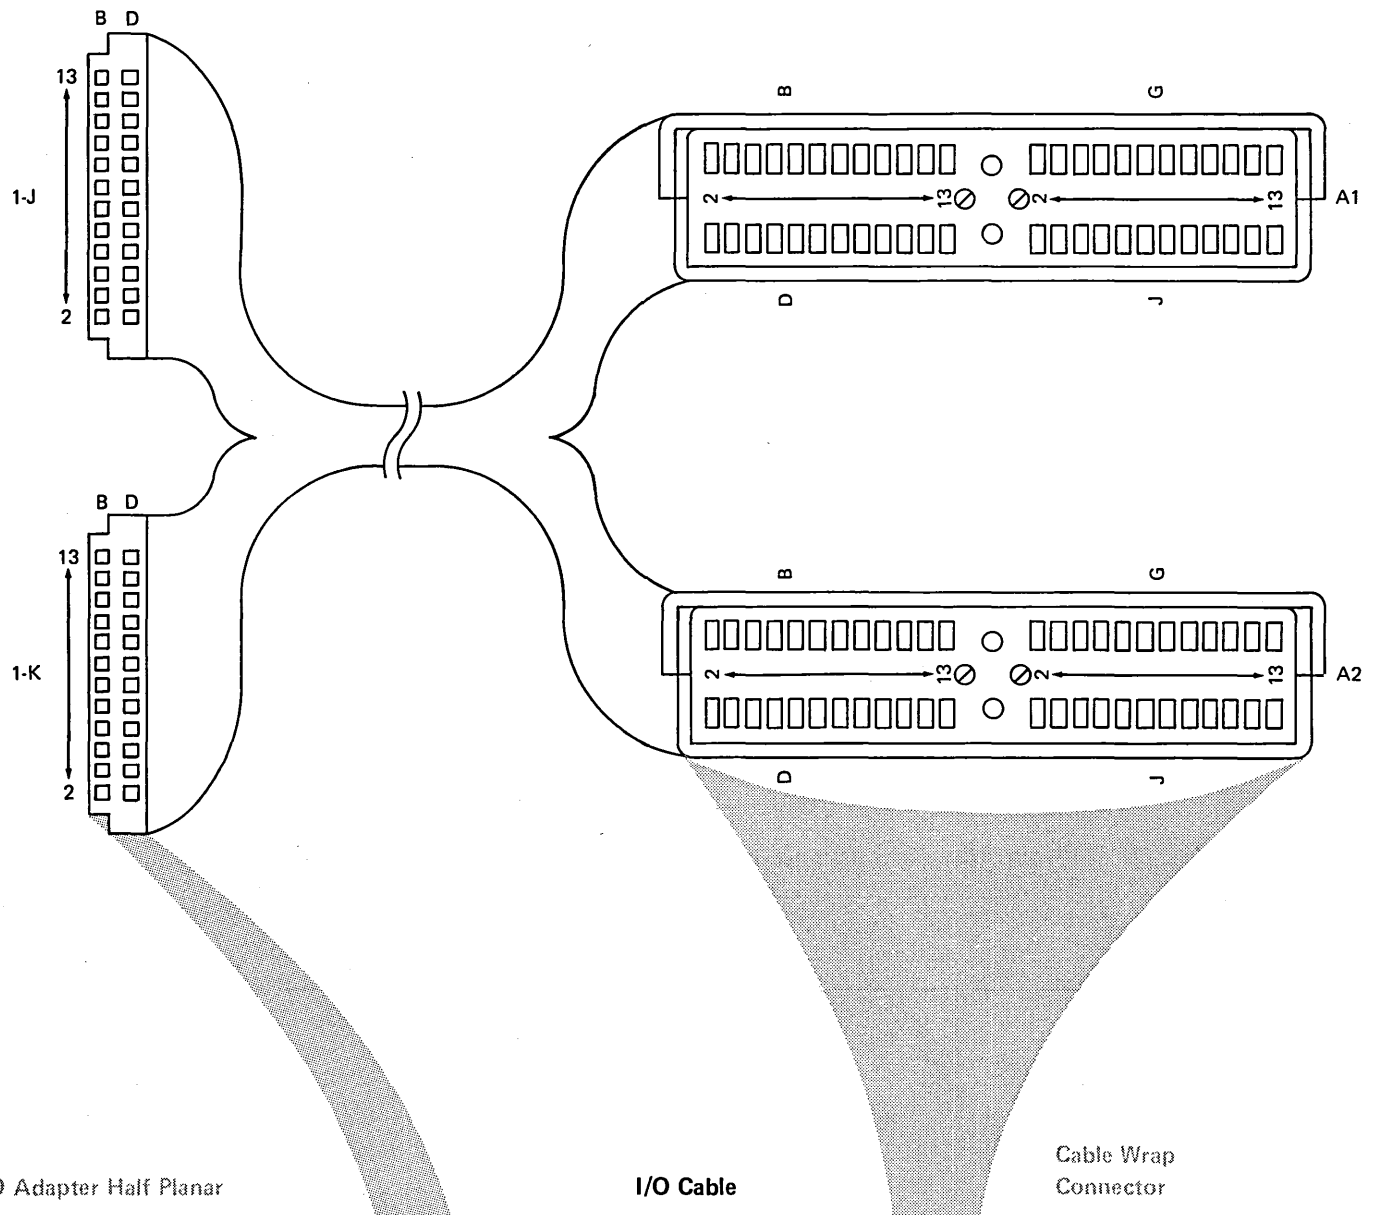 B D
13
1-J
2
B G
2 13 2 13 A1
D J
B D
13
1-K
2
B G
2 13 2 13 A2
D J
Cable Wrap
Adapter Half Planar I/O Cable Connector